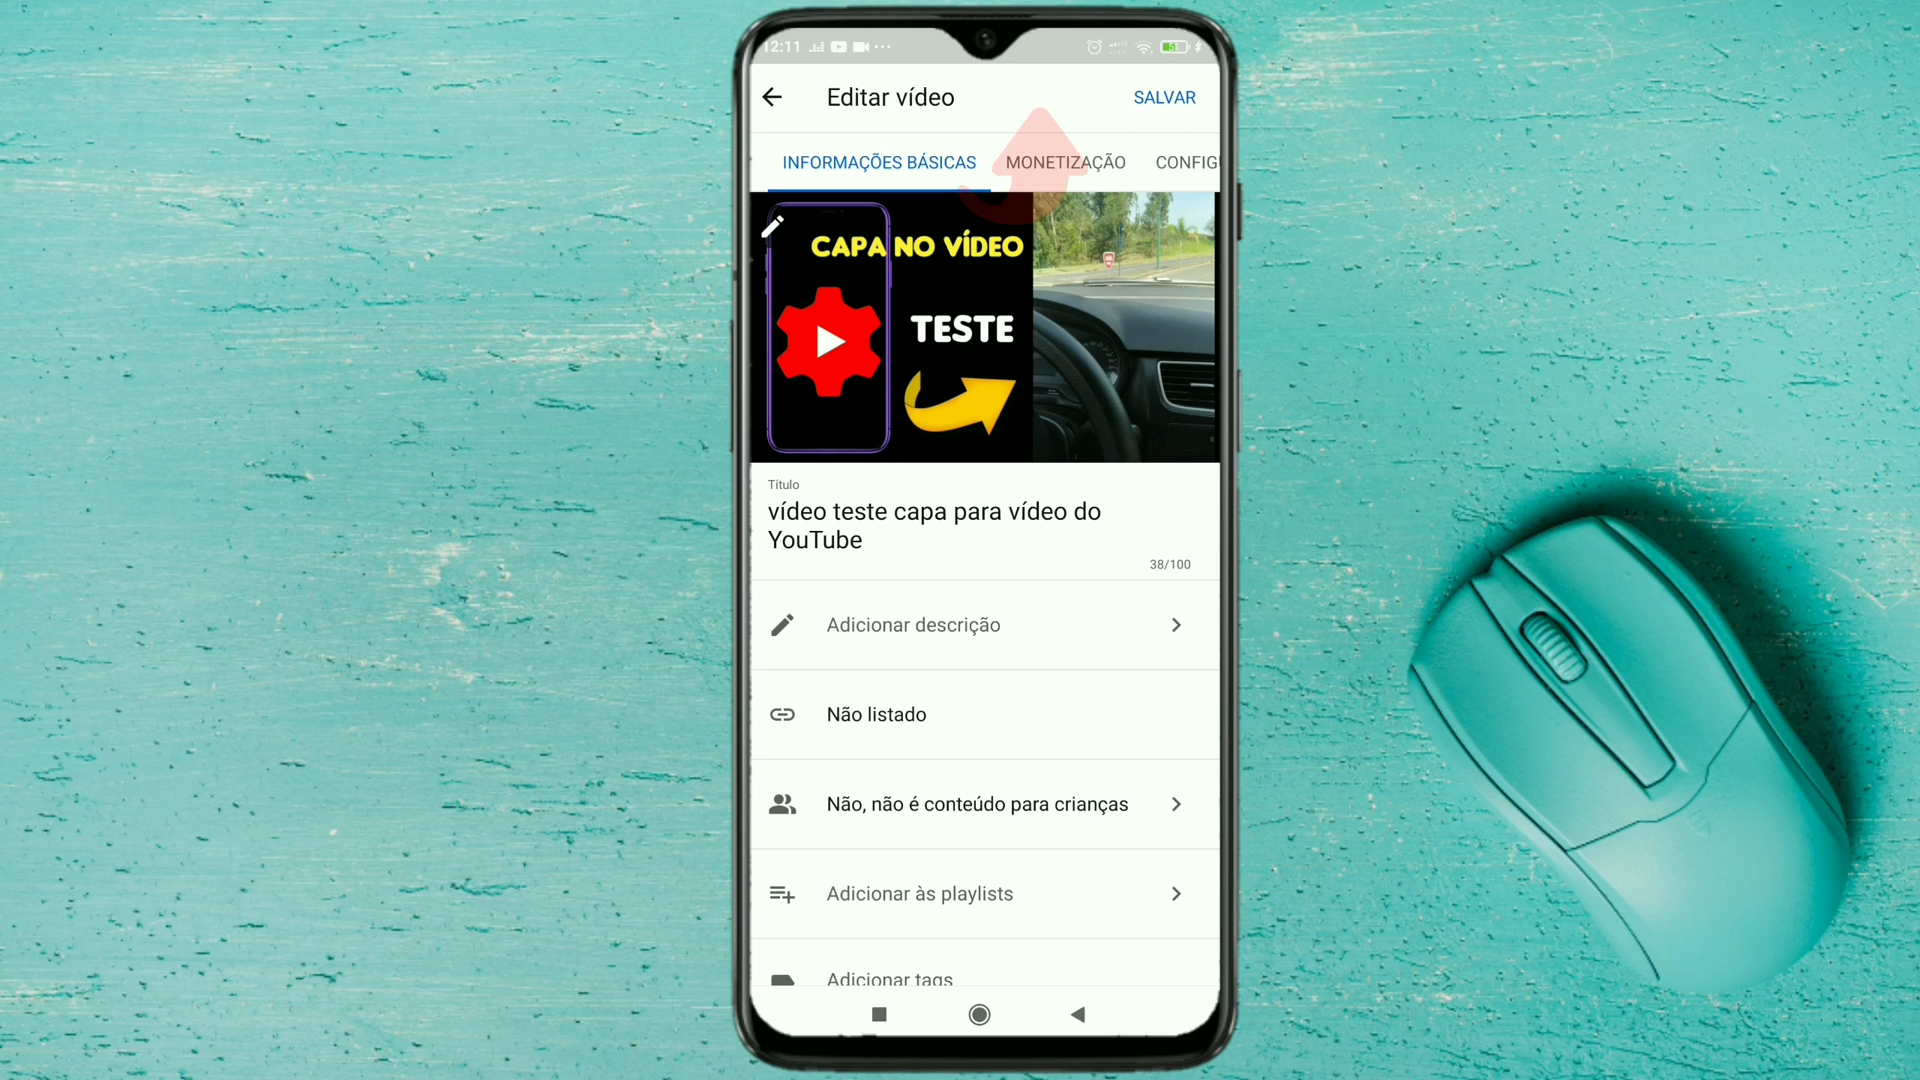 12:11
Editar vídeo
SALVAR
INFORMAÇÕES BÁSICAS
MONETIZAÇÃO
CONFIG
CAPA NO VÍDEO
TESTE
Título
vídeo teste capa para vídeo do
YouTube
38/100
Adicionar descrição
Não listado
Não, não é conteúdo para crianças
Adicionar às playlists
Adicionar tags